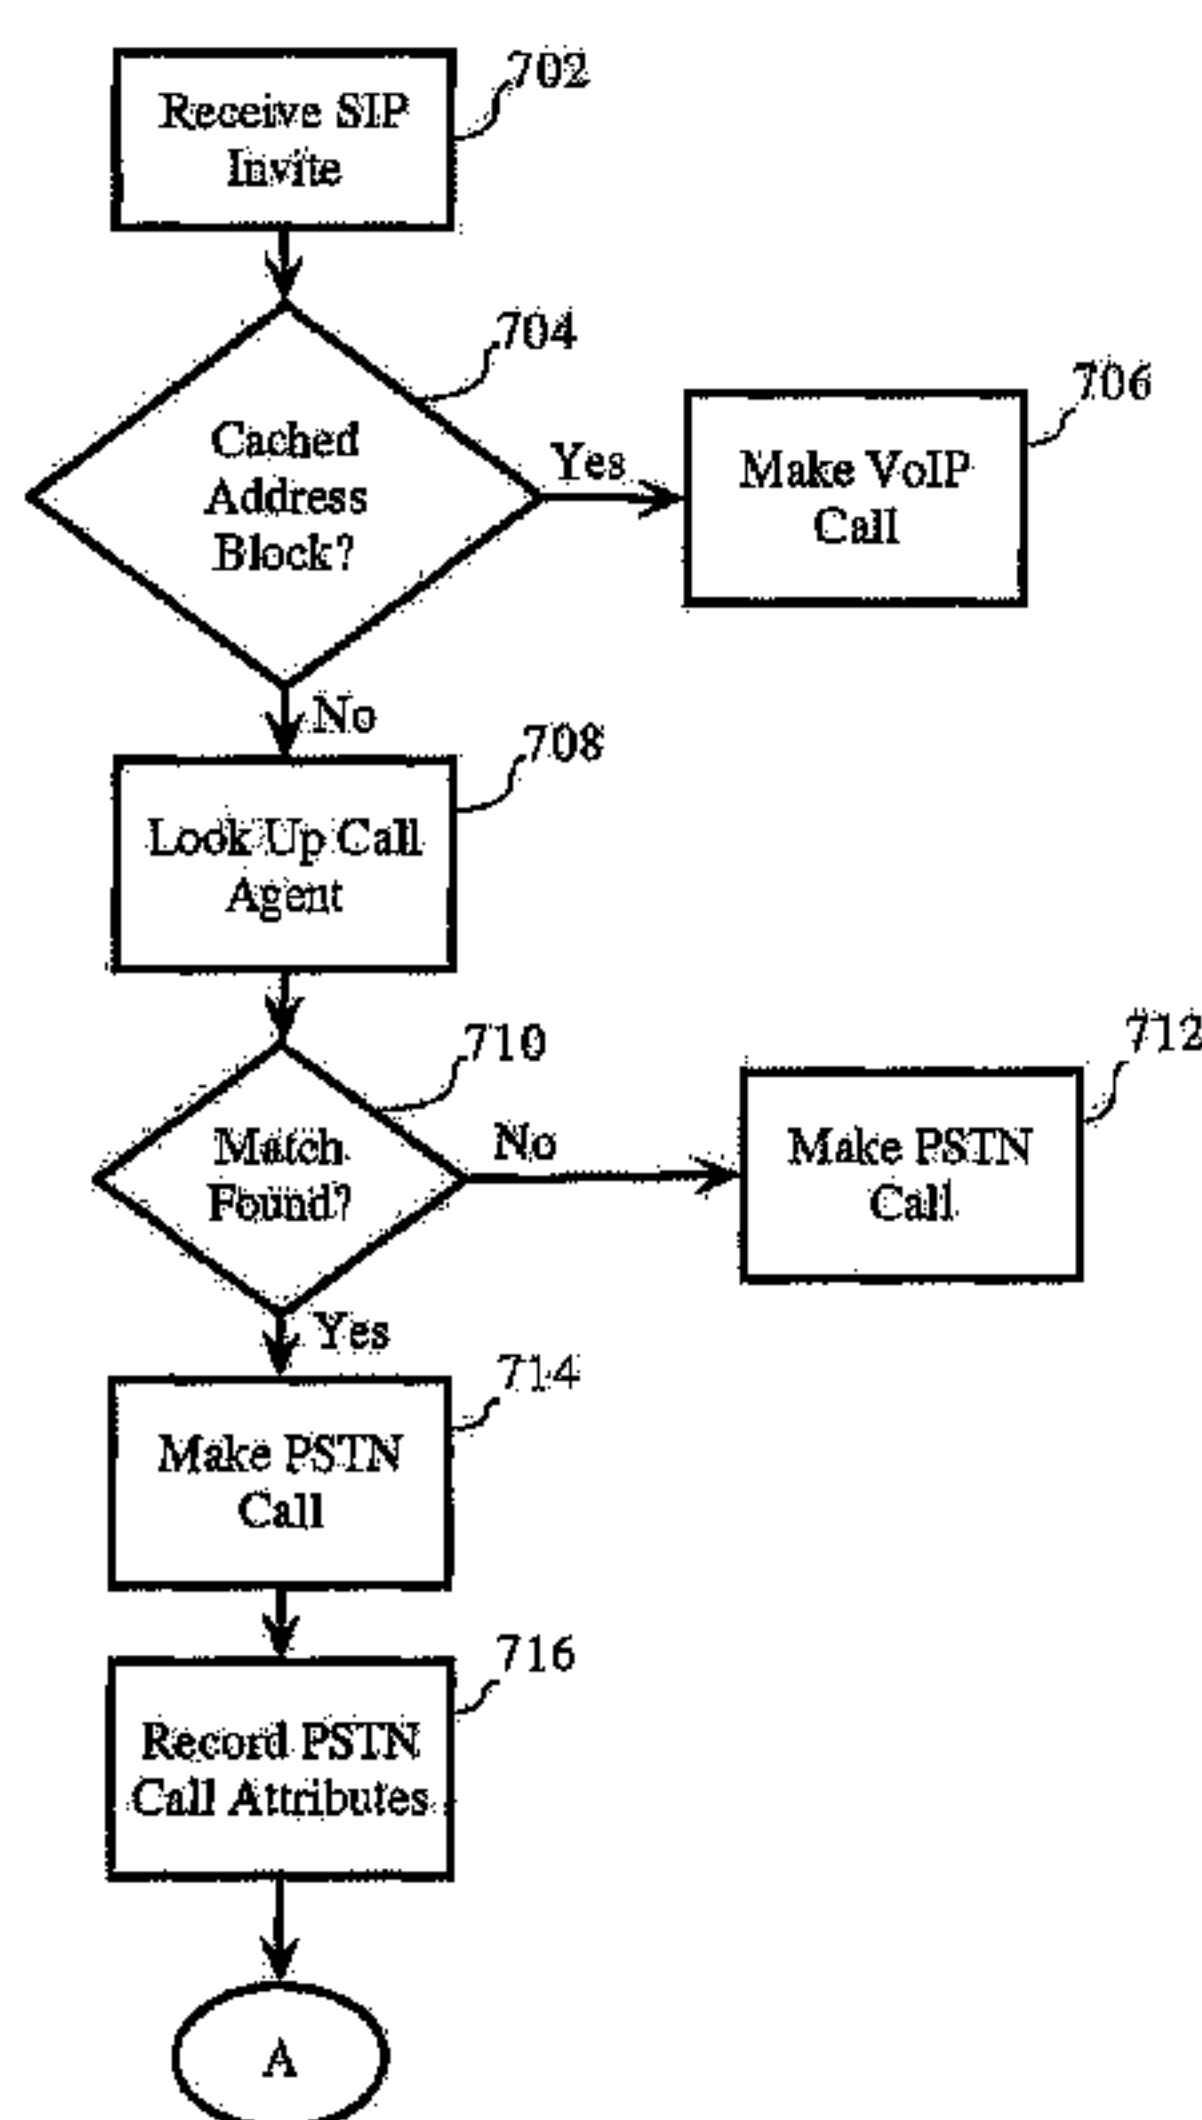 702
Receive SIP
Invite
704
Cached
Address
Block?
Yes
706
Make VoIP
Call
No
708
Look Up Call
Agent
710
Match
Found?
No
712
Make PSTN
Call
Yes
714
Make PSTN
Call
716
Record PSTN
Call Attributes
A